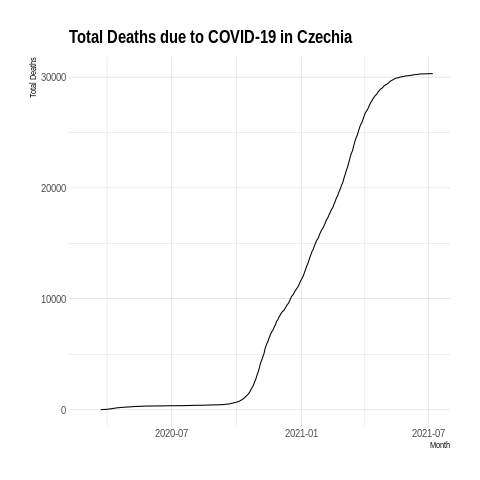 Total Deaths due to COVID-19 in Czechia
Total Deaths
30000
20000
10000
0
2020-07
2021-01
2021-07
Month